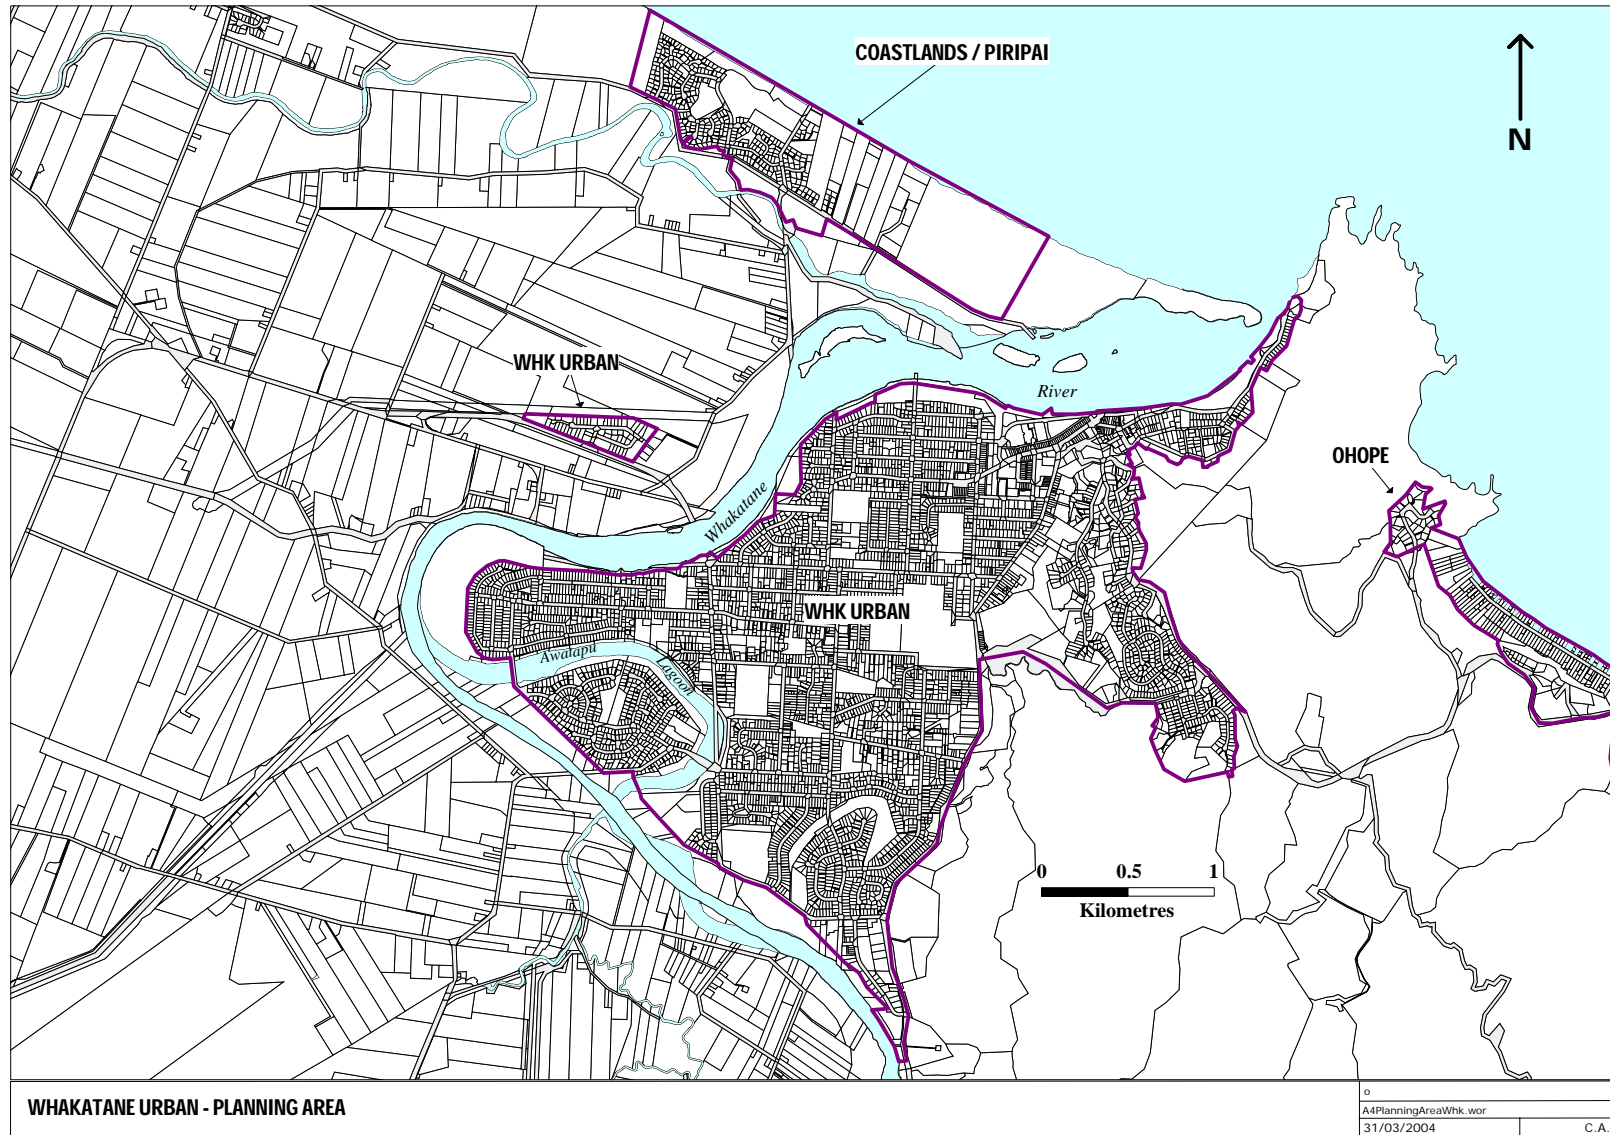 COASTLANDS / PIRIPAI
N
WHK URBAN
River
OHOPE
Whakatane
WHK URBAN
Awatapu
Lagoon
0 0.5 1
Kilometres
WHAKATANE URBAN - PLANNING AREA
o
A4PlanningAreaWhk.wor
31/03/2004 C.A.